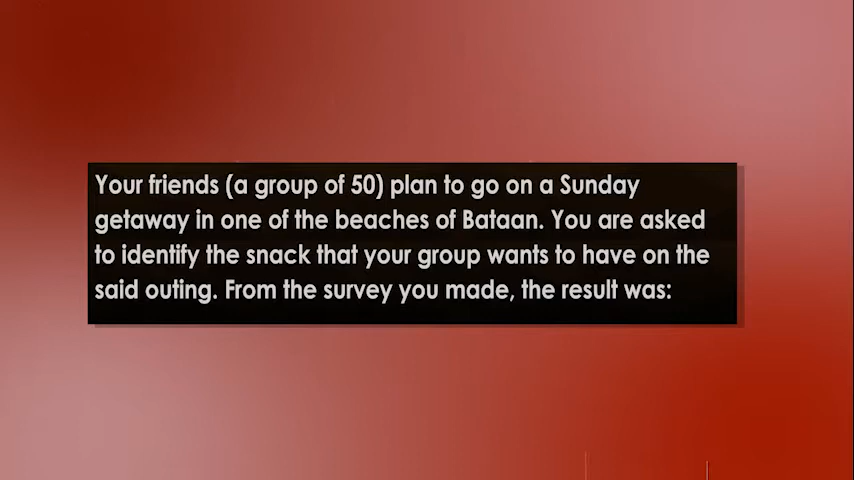 Your friends (a group of 50) plan to go on a Sunday
getaway in one of the beaches of Bataan. You are asked
to identify the snack that your group wants to have on the
said outing. From the survey you made, the result was: